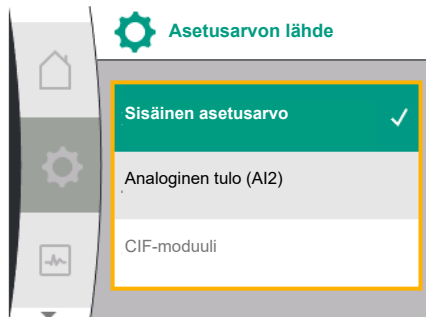 Asetusarvon lähde
Sisäinen asetusarvo
Analoginen tulo (AI2)
CIF-moduuli